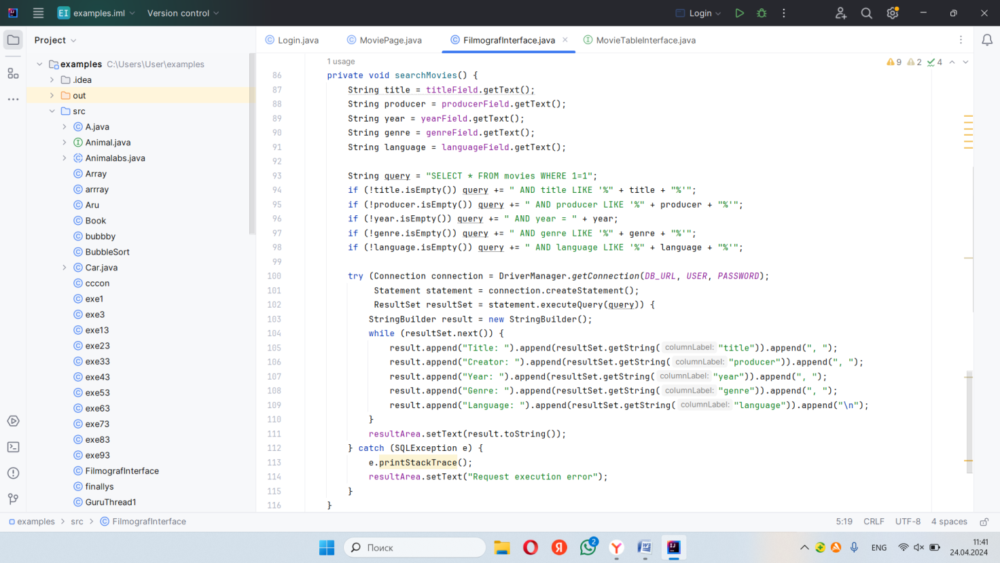 EI examples.iml Version control Login
Project
Login.java MoviePage.java FilmografInterface.java MovieTableInterface.java
examples C:\Users\User\examples
.idea
out
src
A.java
Animal.java
Animalabs.java
Array
arrray
Aru
Book
bubbby
BubbleSort
Car.java
cccon
exe1
exe3
exe13
exe23
exe33
exe43
exe53
exe63
exe73
exe83
exe93
FilmografInterface
finallys
GuruThread1
1 usage
9 2 4
86 private void searchMovies() {
87 String title = titleField.getText();
88 String producer = producerField.getText();
89 String year = yearField.getText();
90 String genre = genreField.getText();
91 String language = languageField.getText();
92
93 String query = "SELECT * FROM movies WHERE 1=1";
94 if (!title.isEmpty()) query += " AND title LIKE '%" + title + "%'";
95 if (!producer.isEmpty()) query += " AND producer LIKE '%" + producer + "%'";
96 if (!year.isEmpty()) query += " AND year = " + year;
97 if (!genre.isEmpty()) query += " AND genre LIKE '%" + genre + "%'";
98 if (!language.isEmpty()) query += " AND language LIKE '%" + language + "%'";
99
100 try (Connection connection = DriverManager.getConnection(DB_URL, USER, PASSWORD);
101 Statement statement = connection.createStatement();
102 ResultSet resultSet = statement.executeQuery(query)) {
103 StringBuilder result = new StringBuilder();
104 while (resultSet.next()) {
105 result.append("Title: ").append(resultSet.getString( columnLabel: "title")).append(", ");
106 result.append("Creator: ").append(resultSet.getString( columnLabel: "producer")).append(", ");
107 result.append("Year: ").append(resultSet.getString( columnLabel: "year")).append(", ");
108 result.append("Genre: ").append(resultSet.getString( columnLabel: "genre")).append(", ");
109 result.append("Language: ").append(resultSet.getString( columnLabel: "language")).append("\n");
110 }
111 resultArea.setText(result.toString());
112 } catch (SQLException e) {
113 e.printStackTrace();
114 resultArea.setText("Request execution error");
115 }
116 }
examples > src > FilmografInterface 5:19 CRLF UTF-8 4 spaces
Поиск 2 ENG 11:41
24.04.2024